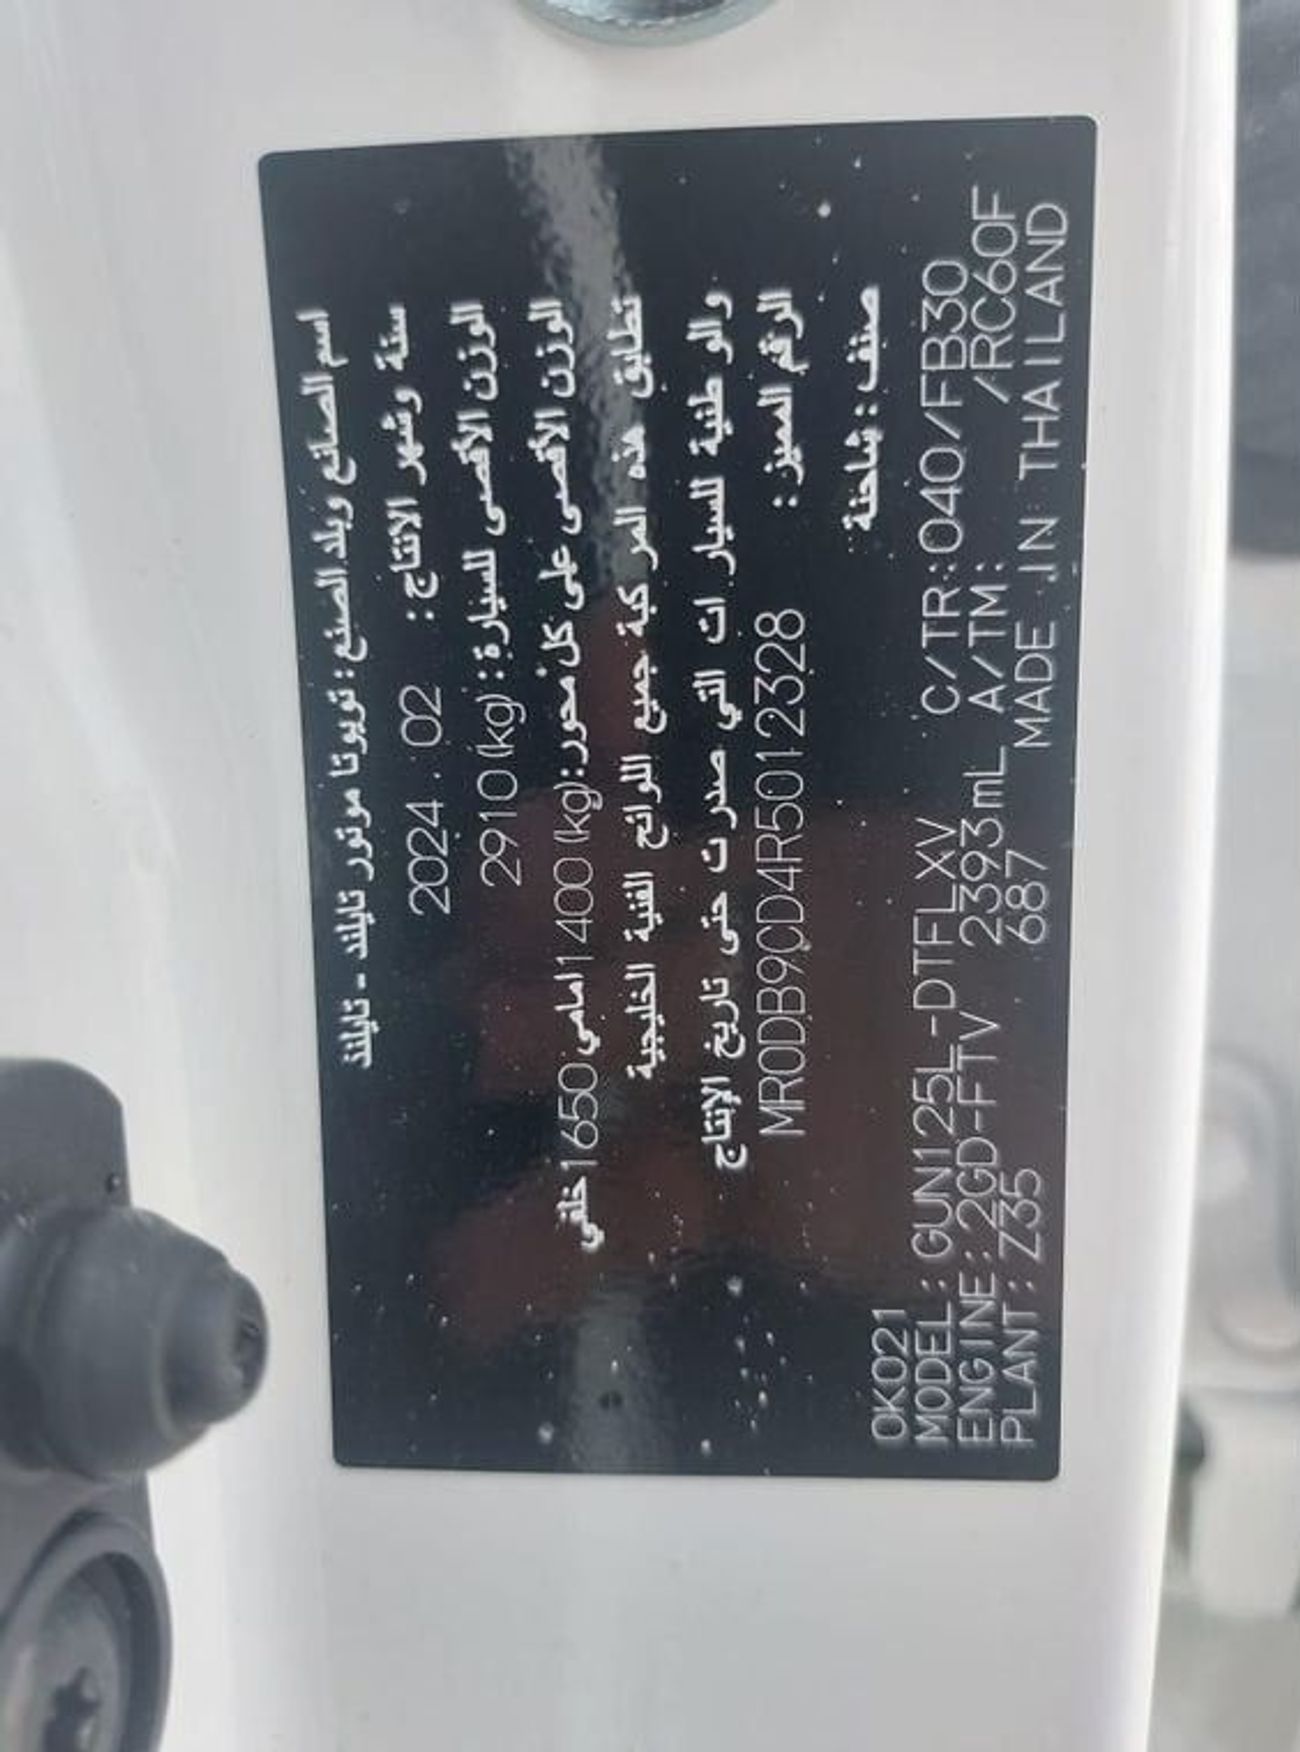 اسم الصانع وبلد الصنع : تويوتا موتور تايلند - تايلند
سنة وشهر الانتاج : 2024 . 02
الوزن الأقصى للسيارة : 2910 (kg)
الوزن الأقصى على كل محور : (kg) 1400 امامي 1650 خلفي
تطابق هذه المركبة جميع اللوائح الفنية الخليجية
والوطنية للسيارات التي صدرت حتى تاريخ الإنتاج
الرقم المميز : MR0DB9CD4R5012328
صنف : شاحنة
0K021
MODEL : GUN125L-DTFLXV C/TR: 040/FB30
ENGINE: 2GD-FTV 2393mL A/TM: /RC60F
PLANT: Z35 687 MADE IN THAILAND